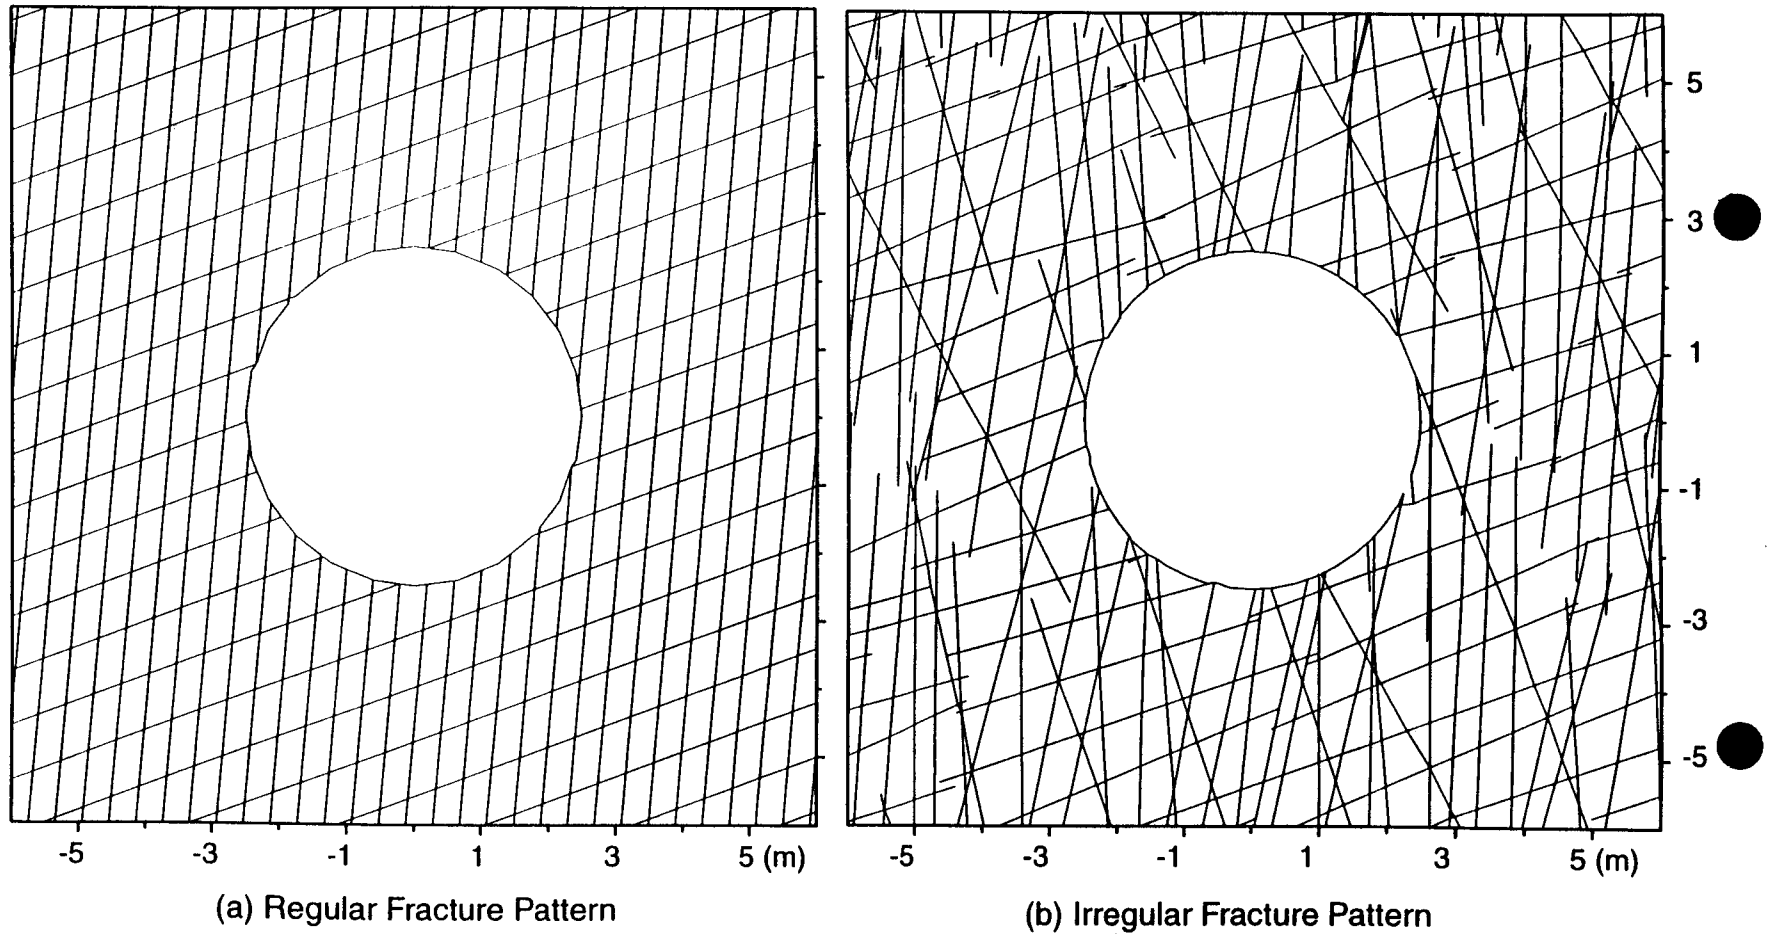 5
3
1
-1
-3
-5
-5 -3 -1 1 3 5 (m)
-5 -3 -1 1 3 5 (m)
(a) Regular Fracture Pattern
(b) Irregular Fracture Pattern